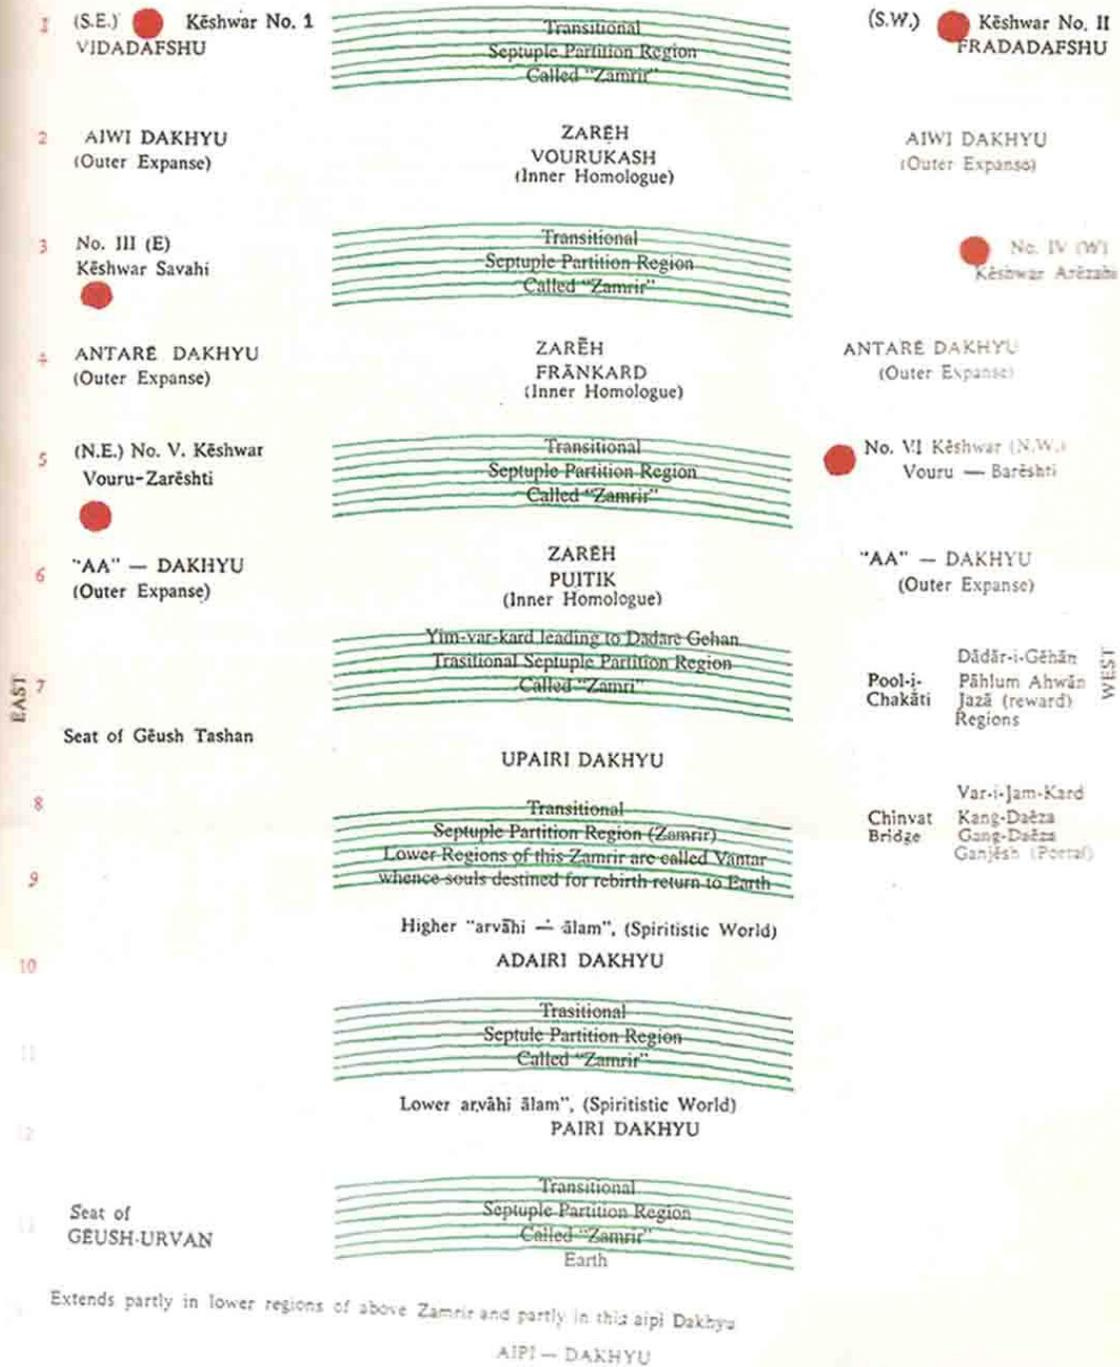 1
(S.E.) Kēshwar No. 1
VIDADAFSHU
Transitional
Septuple Partition Region
Called "Zamrir"
(S.W.) Kēshwar No. II
FRADADAFSHU
2
AIWI DAKHYU
(Outer Expanse)
ZARĒH
VOURUKASH
(Inner Homologue)
AIWI DAKHYU
(Outer Expanse)
3
No. III (E)
Kēshwar Savahi
Transitional
Septuple Partition Region
Called "Zamrir"
No. IV (W)
Kēshwar Arēzahi
4
ANTARĒ DAKHYU
(Outer Expanse)
ZARĒH
FRĀNKARD
(Inner Homologue)
ANTARĒ DAKHYU
(Outer Expanse)
5
(N.E.) No. V. Kēshwar
Vouru-Zarēshti
Transitional
Septuple Partition Region
Called "Zamrir"
No. VI Kēshwar (N.W.)
Vouru — Barēshti
6
"AA" — DAKHYU
(Outer Expanse)
ZARĒH
PUITIK
(Inner Homologue)
"AA" — DAKHYU
(Outer Expanse)
EAST
7
Yim-var-kard leading to Dadare Gehan
Trasitional Septuple Partition Region
Called "Zamri"
Pool-i-
Chakāti
Dādār-i-Gēhān
Pāhlum Ahwān
Jazā (reward)
Regions
WEST
Seat of Gēush Tashan
UPAIRI DAKHYU
8
Transitional
Septuple Partition Region (Zamrir)
Lower Regions of this Zamrir are called Vantar
whence souls destined for rebirth return to Earth
9
Chinvat
Bridge
Var-i-Jam-Kard
Kang-Daēza
Gang-Daēza
Ganjēsh (Portal)
Higher "arvāhi — ālam", (Spiritistic World)
10
ADAIRI DAKHYU
11
Trasitional
Septule Partition Region
Called "Zamrir"
Lower arvāhi ālam", (Spiritistic World)
12
PAIRI DAKHYU
13
Seat of
GĒUSH-URVAN
Transitional
Septuple Partition Region
Called "Zamrir"
Earth
Extends partly in lower regions of above Zamrir and partly in this aipi Dakhyu
AIPI — DAKHYU